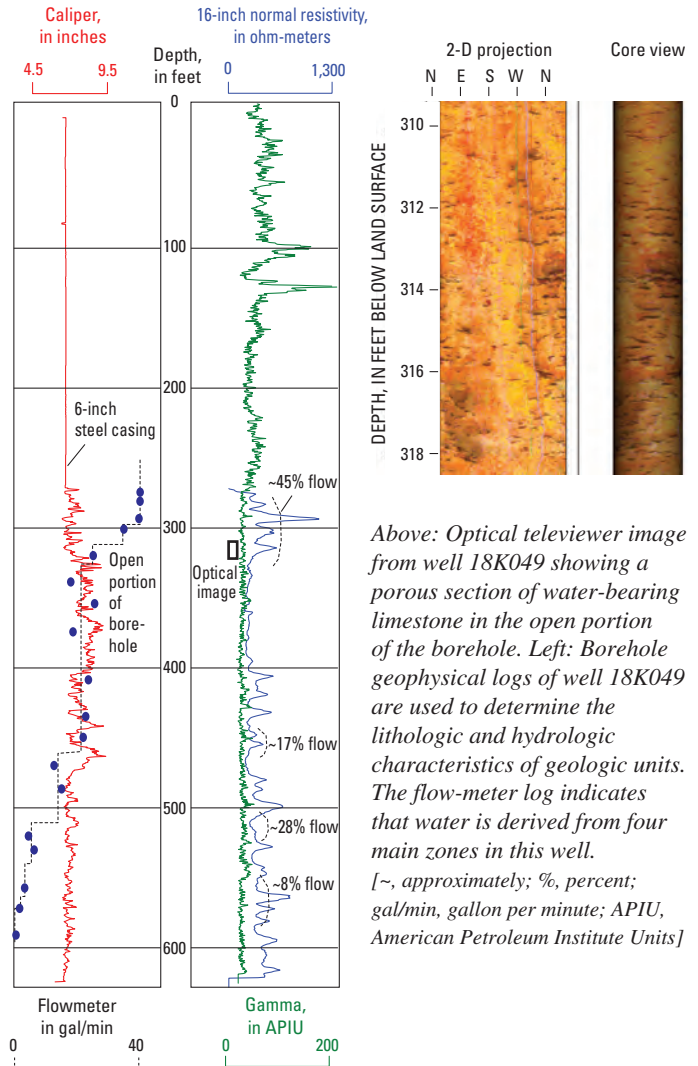 Caliper,
in inches
4.5 9.5
Depth,
in feet
16-inch normal resistivity,
in ohm-meters
0 1,300
0
100
200
300
400
500
600
6-inch
steel casing
Open
portion
of
bore-
hole
Optical
image
~45% flow
~17% flow
~28% flow
~8% flow
Flowmeter
in gal/min
0 40
Gamma,
in APIU
0 200
2-D projection
N E S W N
Core view
DEPTH, IN FEET BELOW LAND SURFACE
310
312
314
316
318
Above: Optical televiewer image
from well 18K049 showing a
porous section of water-bearing
limestone in the open portion
of the borehole. Left: Borehole
geophysical logs of well 18K049
are used to determine the
lithologic and hydrologic
characteristics of geologic units.
The flow-meter log indicates
that water is derived from four
main zones in this well.
[~, approximately; %, percent;
gal/min, gallon per minute; APIU,
American Petroleum Institute Units]